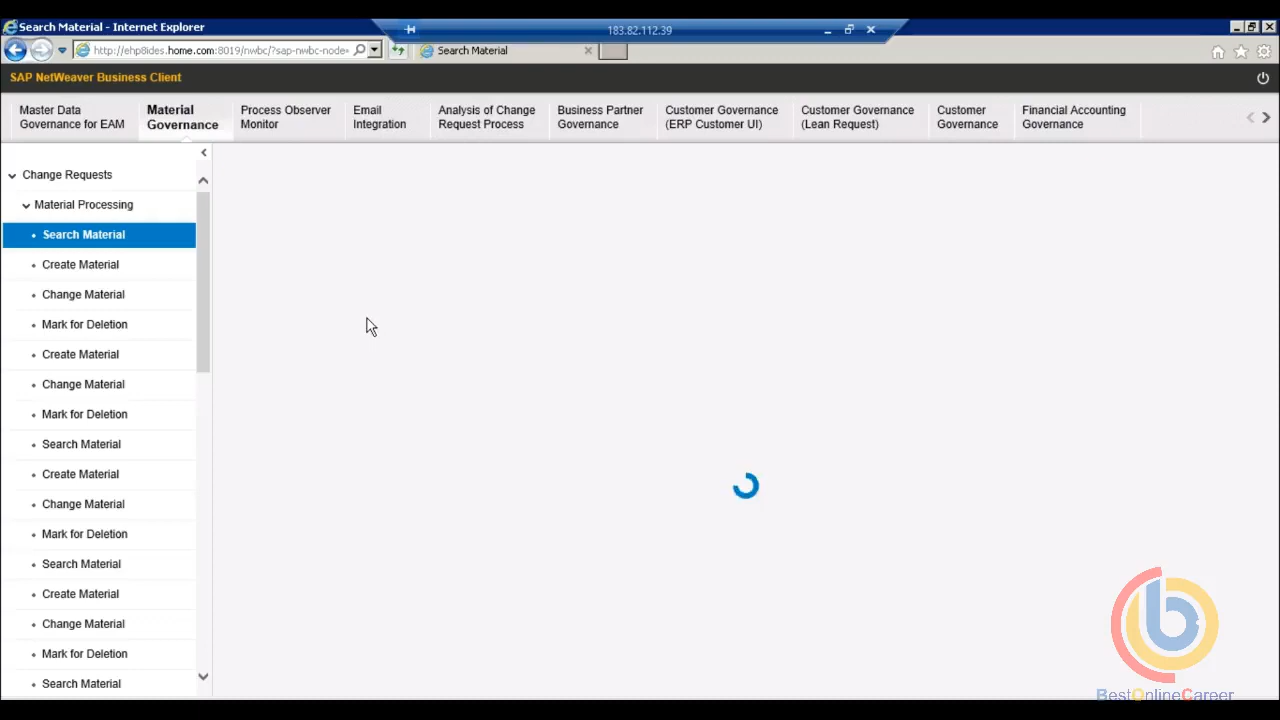 Search Material - Internet Explorer
183.82.112.39
http://ehp8ides.home.com:8019/nwbc/?sap-nwbc-node=
Search Material
SAP NetWeaver Business Client
Master Data
Governance for EAM
Material
Governance
Process Observer
Monitor
Email
Integration
Analysis of Change
Request Process
Business Partner
Governance
Customer Governance
(ERP Customer UI)
Customer Governance
(Lean Request)
Customer
Governance
Financial Accounting
Governance
Change Requests
Material Processing
Search Material
Create Material
Change Material
Mark for Deletion
Create Material
Change Material
Mark for Deletion
Search Material
Create Material
Change Material
Mark for Deletion
Search Material
Create Material
Change Material
Mark for Deletion
Search Material
b
BestOnlineCareer